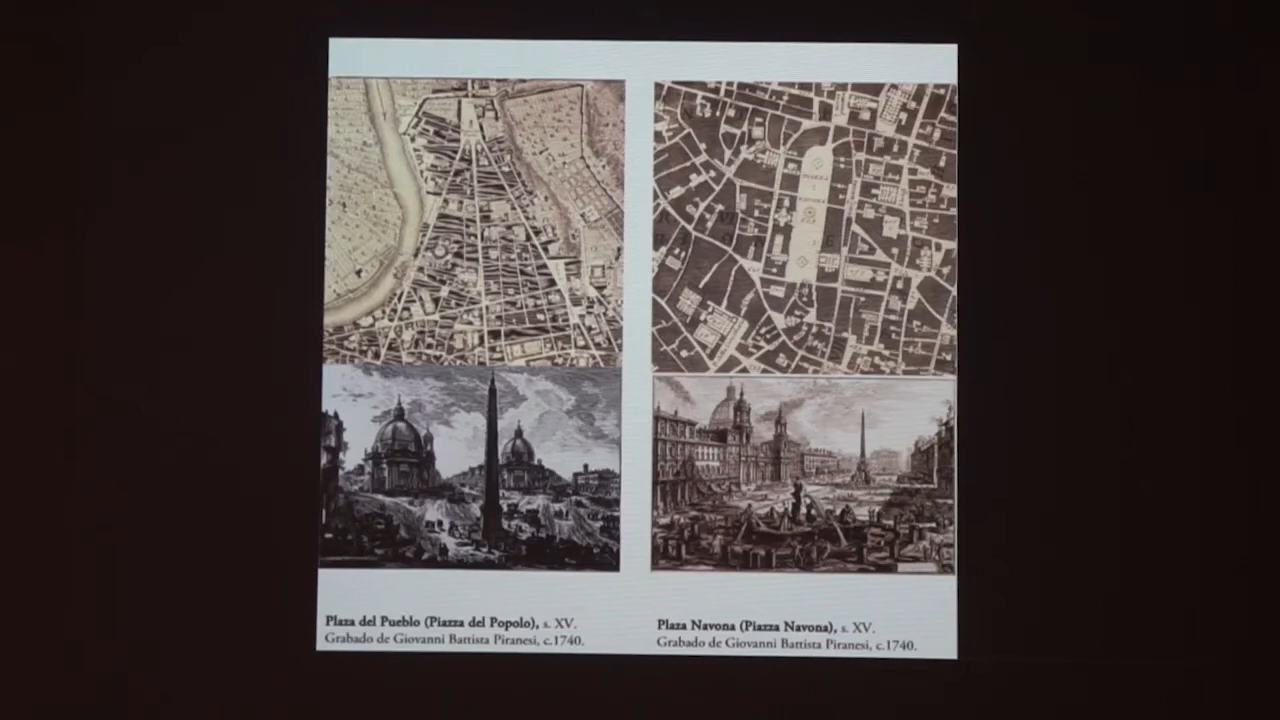 Plaza del Pueblo (Piazza del Popolo), s. XV.
Grabado de Giovanni Battista Piranesi, c.1740.
Plaza Navona (Piazza Navona), s. XV.
Grabado de Giovanni Battista Piranesi, c.1740.